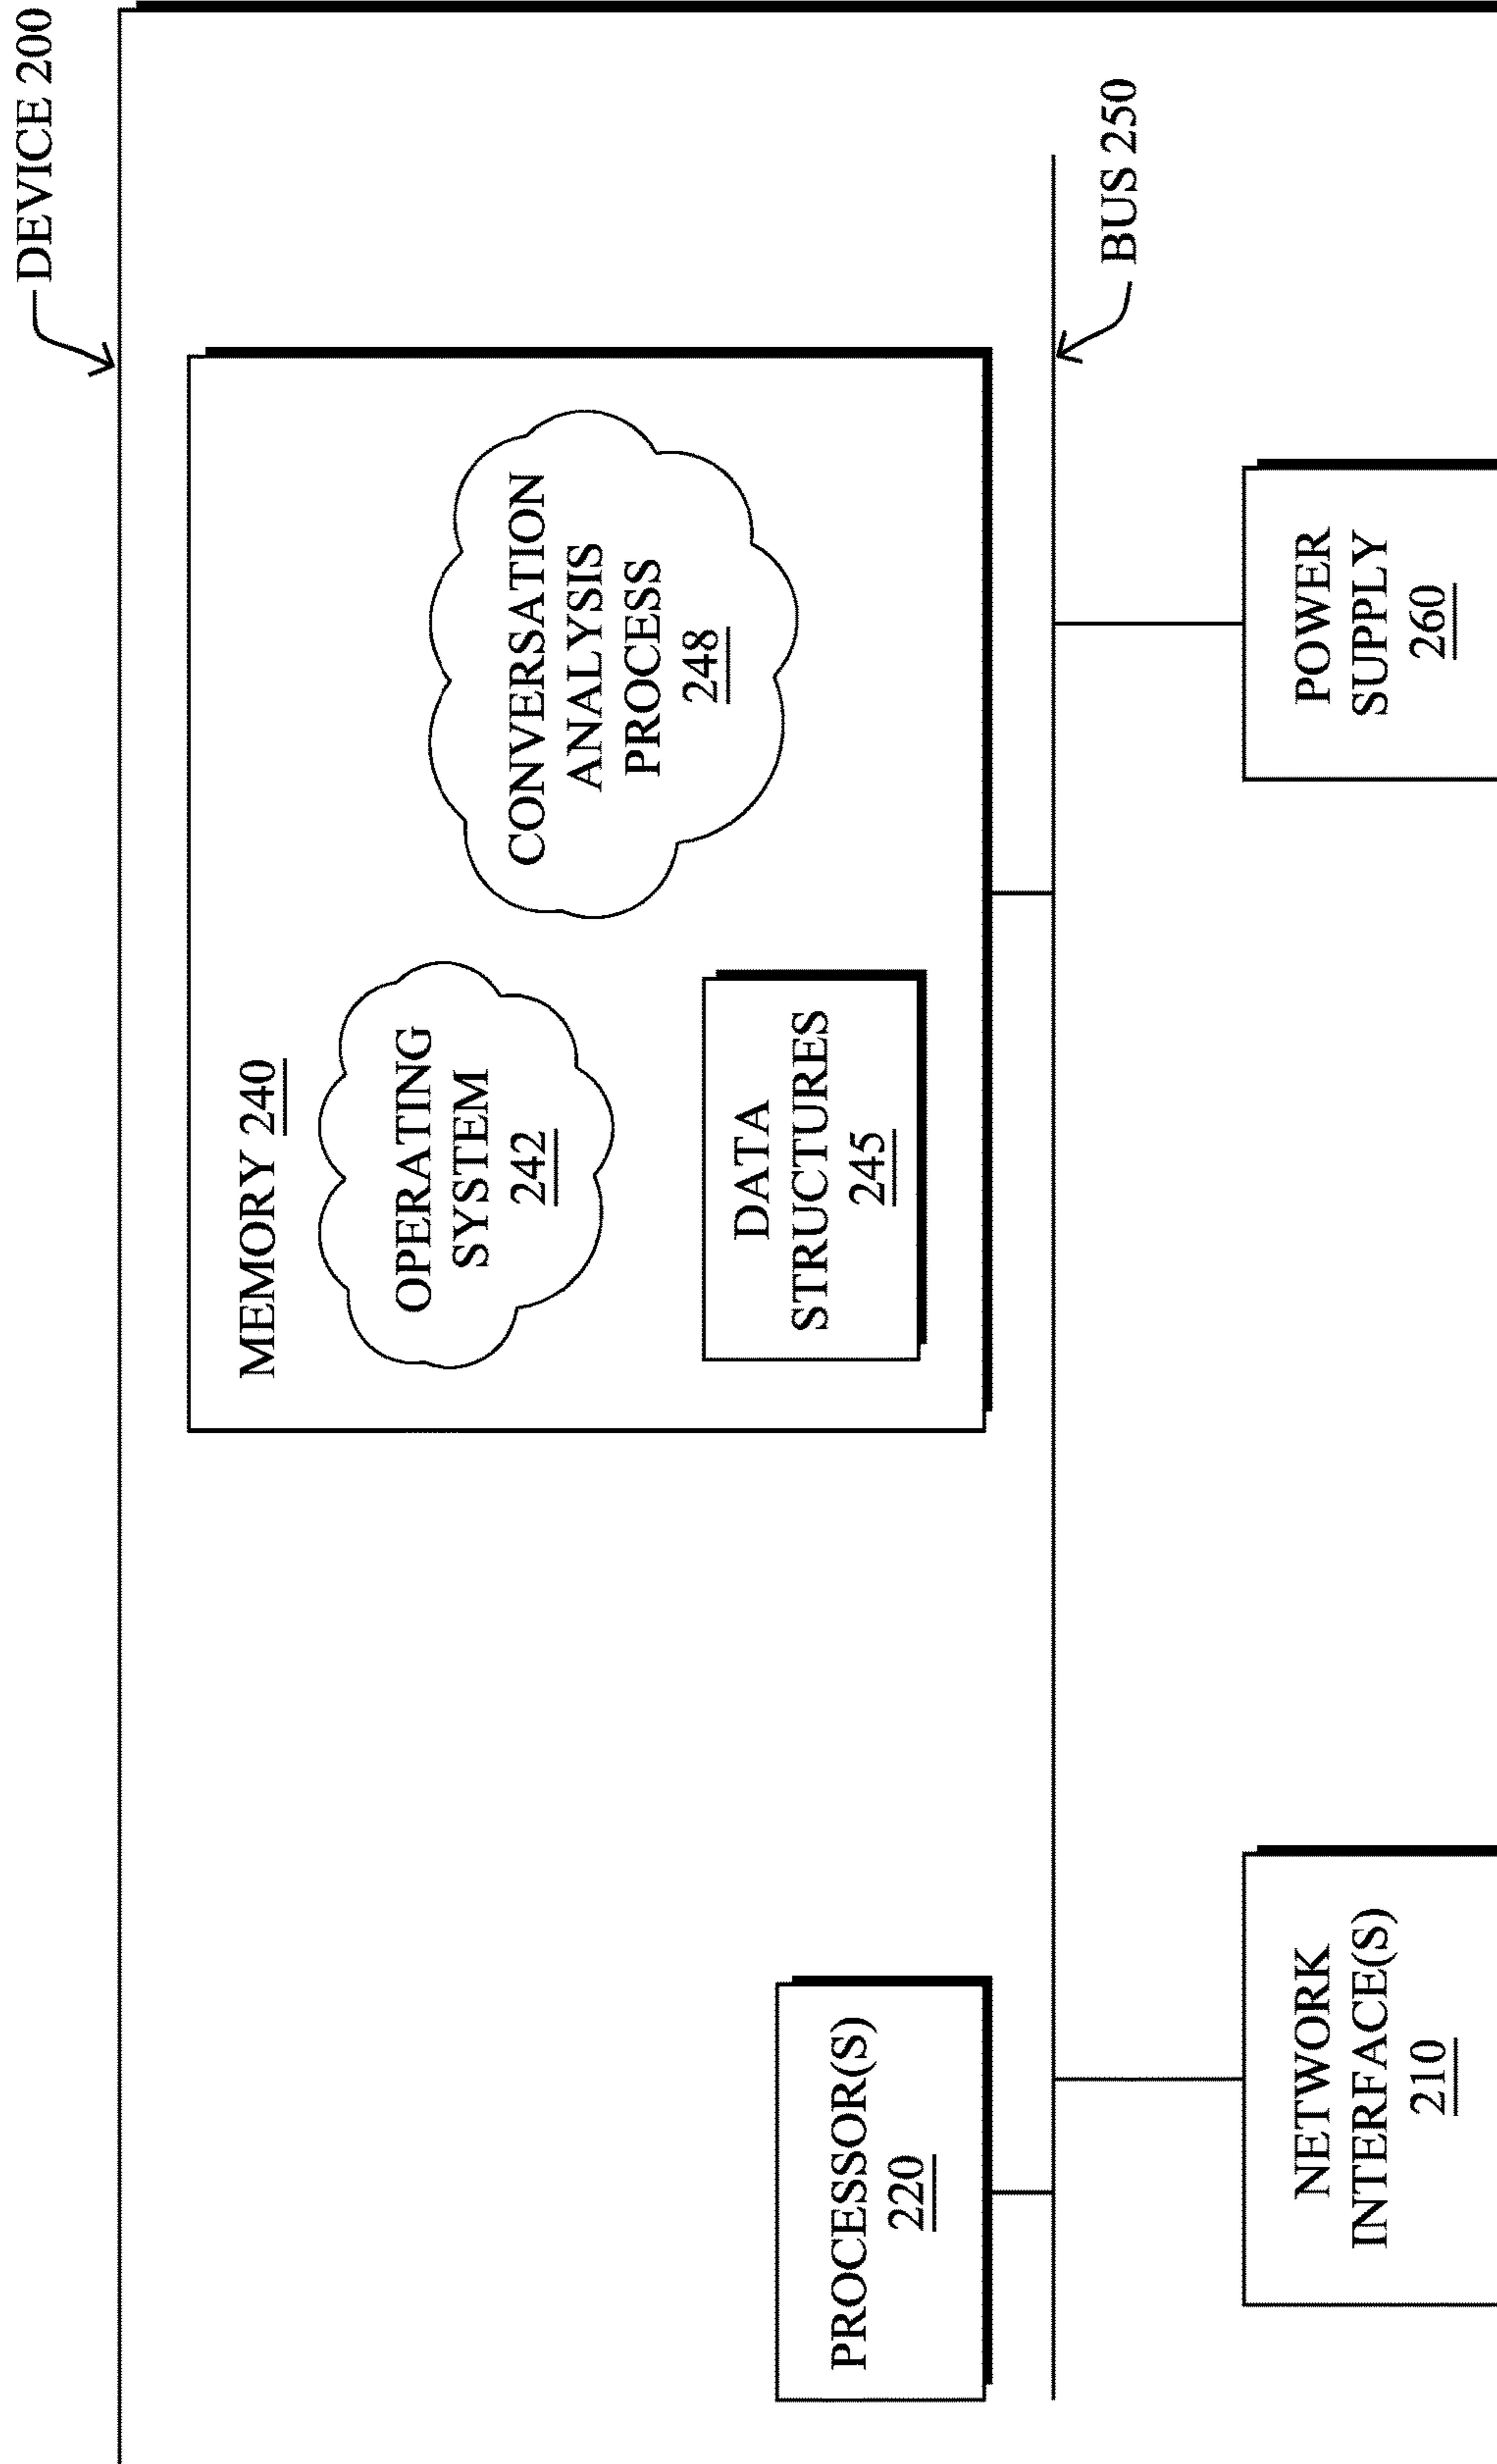 DEVICE 200
MEMORY 240
OPERATING
SYSTEM
242
CONVERSATION
ANALYSIS
PROCESS
248
DATA
STRUCTURES
245
PROCESSOR(S)
220
BUS 250
NETWORK
INTERFACE(S)
210
POWER
SUPPLY
260